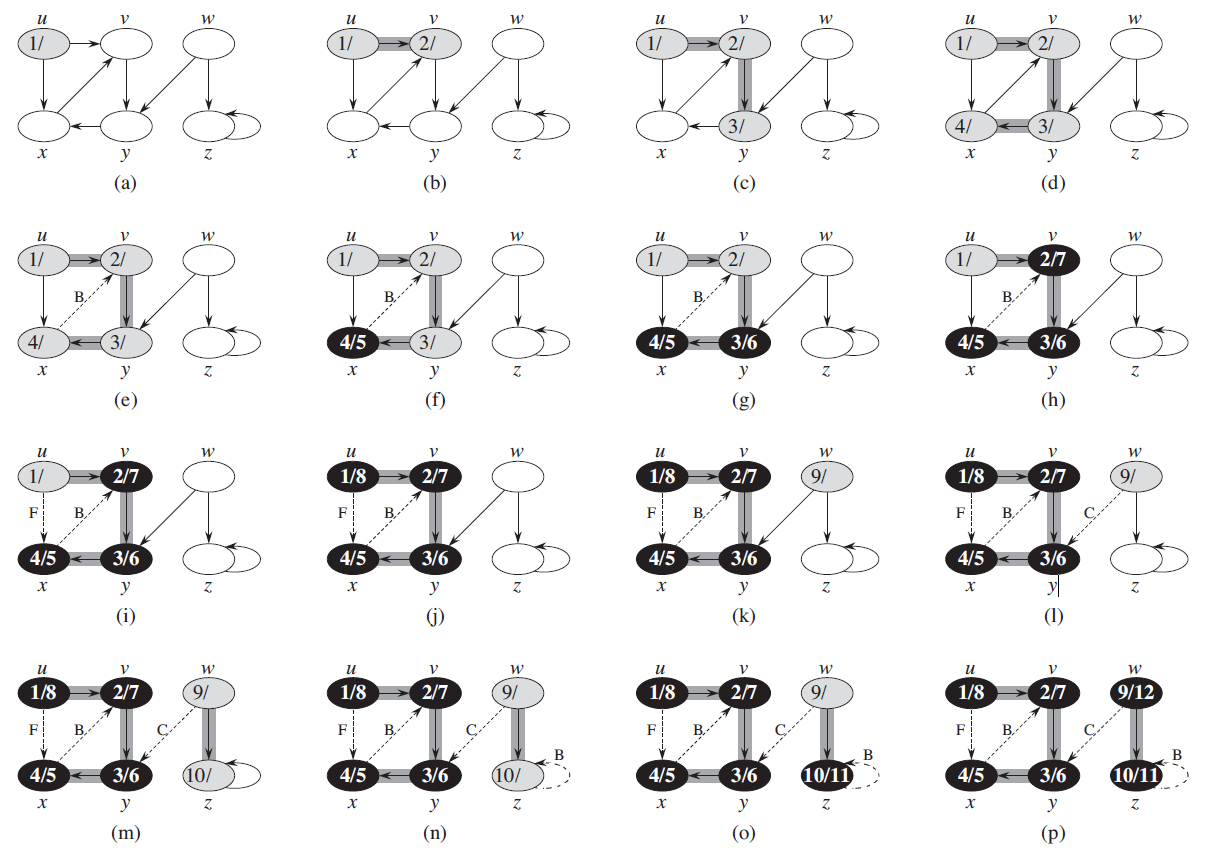 u v w u v w u v w u v w
1/ 1/ 2/ 1/ 2/ 1/ 2/
3/ 4/ 3/
x y z x y z x y z x y z
(a) (b) (c) (d)
u v w u v w u v w u v w
1/ 2/ 1/ 2/ 1/ 2/ 1/ 2/7
B B B B
4/ 3/ 4/5 3/ 4/5 3/6 4/5 3/6
x y z x y z x y z x y z
(e) (f) (g) (h)
u v w u v w u v w u v w
1/ 2/7 1/8 2/7 1/8 2/7 9/ 1/8 2/7 9/
F B F B F B F B C
4/5 3/6 4/5 3/6 4/5 3/6 4/5 3/6
x y z x y z x y z x y z
(i) (j) (k) (l)
u v w u v w u v w u v w
1/8 2/7 9/ 1/8 2/7 9/ 1/8 2/7 9/ 1/8 2/7 9/12
F B C F B C B F B C B F B C B
4/5 3/6 10/ 4/5 3/6 10/ 4/5 3/6 10/11 4/5 3/6 10/11
x y z x y z x y z x y z
(m) (n) (o) (p)